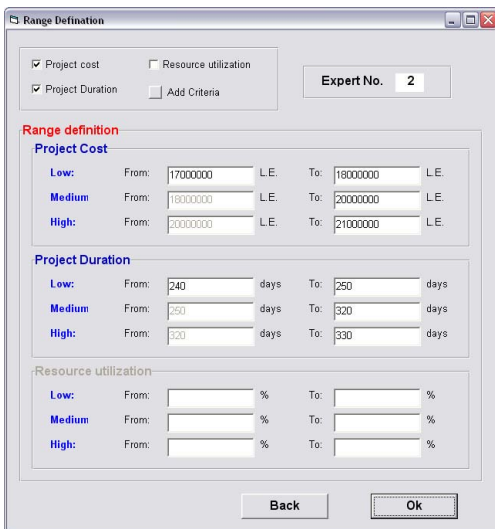 Range Defination
Project cost Resource utilization
Project Duration Add Criteria
Expert No. 2
Range definition
Project Cost
Low: From: 17000000 L.E. To: 18000000 L.E.
Medium From: 18000000 L.E. To: 20000000 L.E.
High: From: 20000000 L.E. To: 21000000 L.E.
Project Duration
Low: From: 240 days To: 250 days
Medium From: 250 days To: 320 days
High: From: 320 days To: 330 days
Resource utilization
Low: From: % To: %
Medium From: % To: %
High: From: % To: %
Back Ok